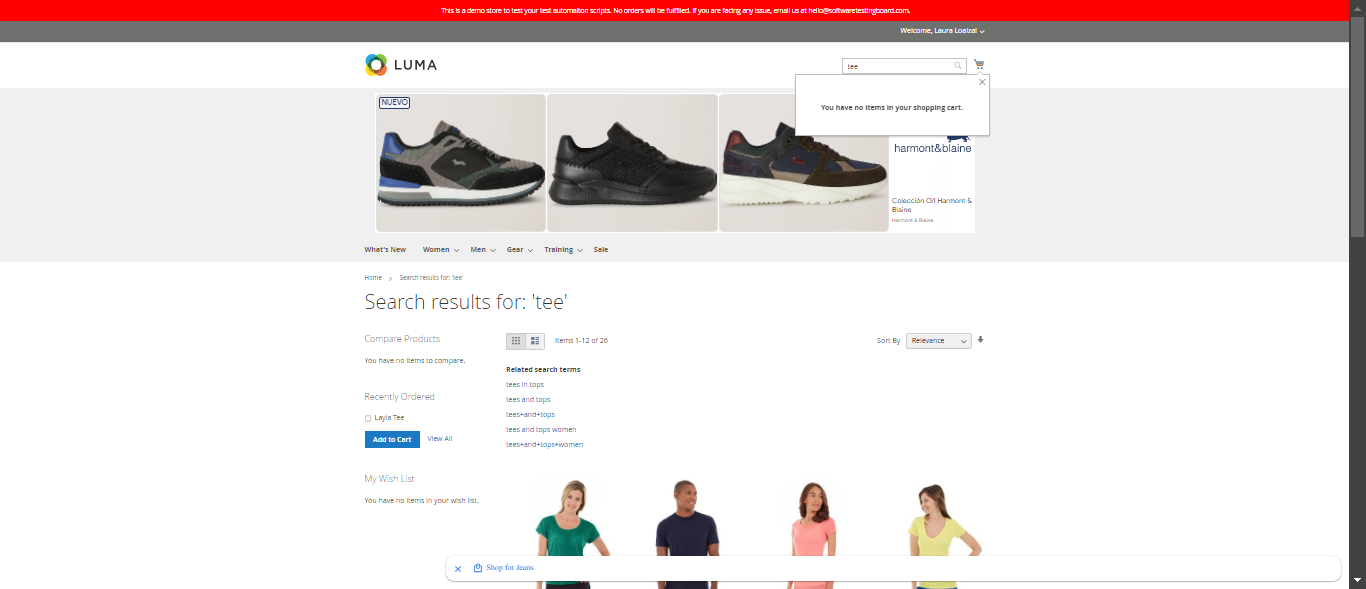 This is a demo store to test your test automaiton scripts. No orders will be fulfilled. If you are facing any issue, email us at hello@softwaretestingboard.com.
Welcome, Laura Loaiza!
LUMA
tee
You have no items in your shopping cart.
NUEVO
harmont&blaine
Colección Orl Harmont &
Blaine
Harmont & Blaine
What's New Women Men Gear Training Sale
Home Search results for: 'tee'
Search results for: 'tee'
Compare Products
You have no items to compare.
Recently Ordered
Layla Tee
Add to Cart View All
My Wish List
You have no items in your wish list.
Items 1-12 of 26
Sort By Relevance
Related search terms
tees in tops
tees and tops
tees+and+tops
tees and tops women
tees+and+tops+women
Shop for Jeans